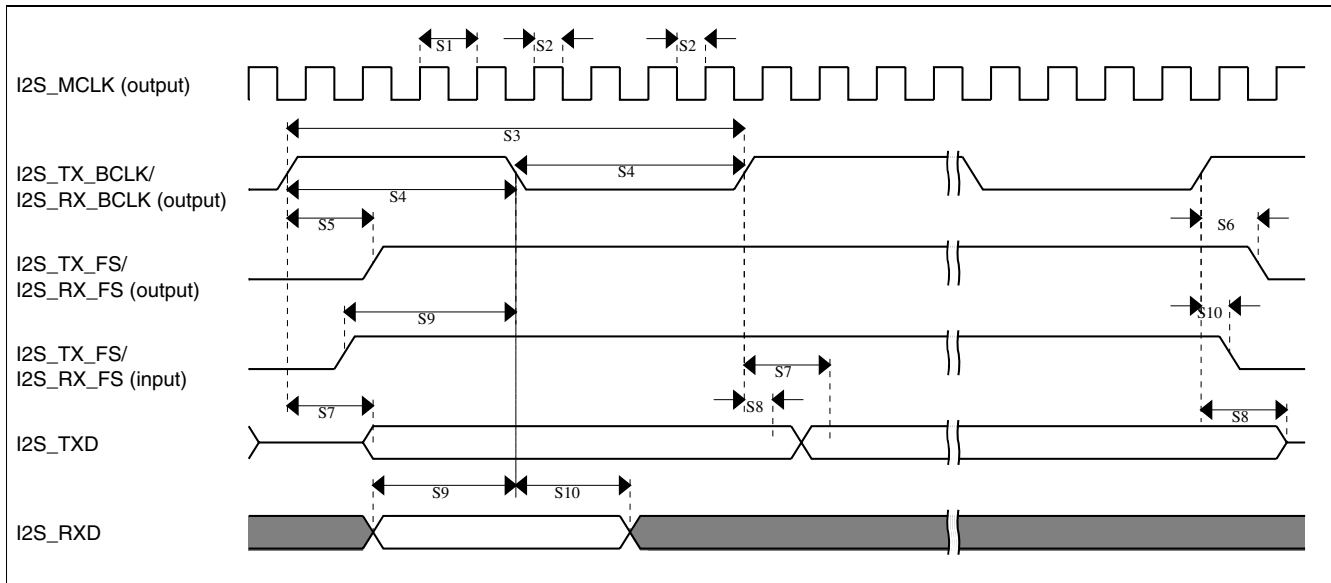 S1
S2
S2
I2S_MCLK (output)
S3
I2S_TX_BCLK/
I2S_RX_BCLK (output)
S4
S4
S5
S6
I2S_TX_FS/
I2S_RX_FS (output)
S9
S10
I2S_TX_FS/
I2S_RX_FS (input)
S7
S7
S8
S8
I2S_TXD
S9
S10
I2S_RXD